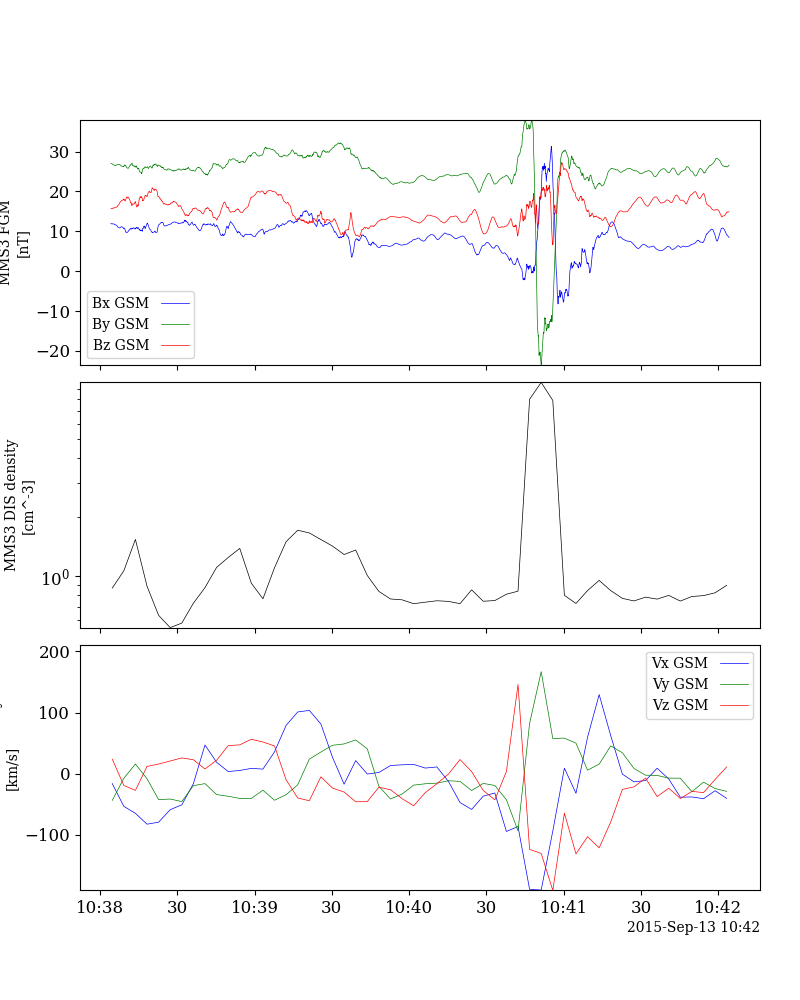 MMS3 FGM
[nT]
30
20
10
0
−10
−20
Bx GSM
By GSM
Bz GSM
MMS3 DIS density
[cm^-3]
10^0
[km/s]
200
100
0
−100
Vx GSM
Vy GSM
Vz GSM
10:38 30 10:39 30 10:40 30 10:41 30 10:42
2015-Sep-13 10:42